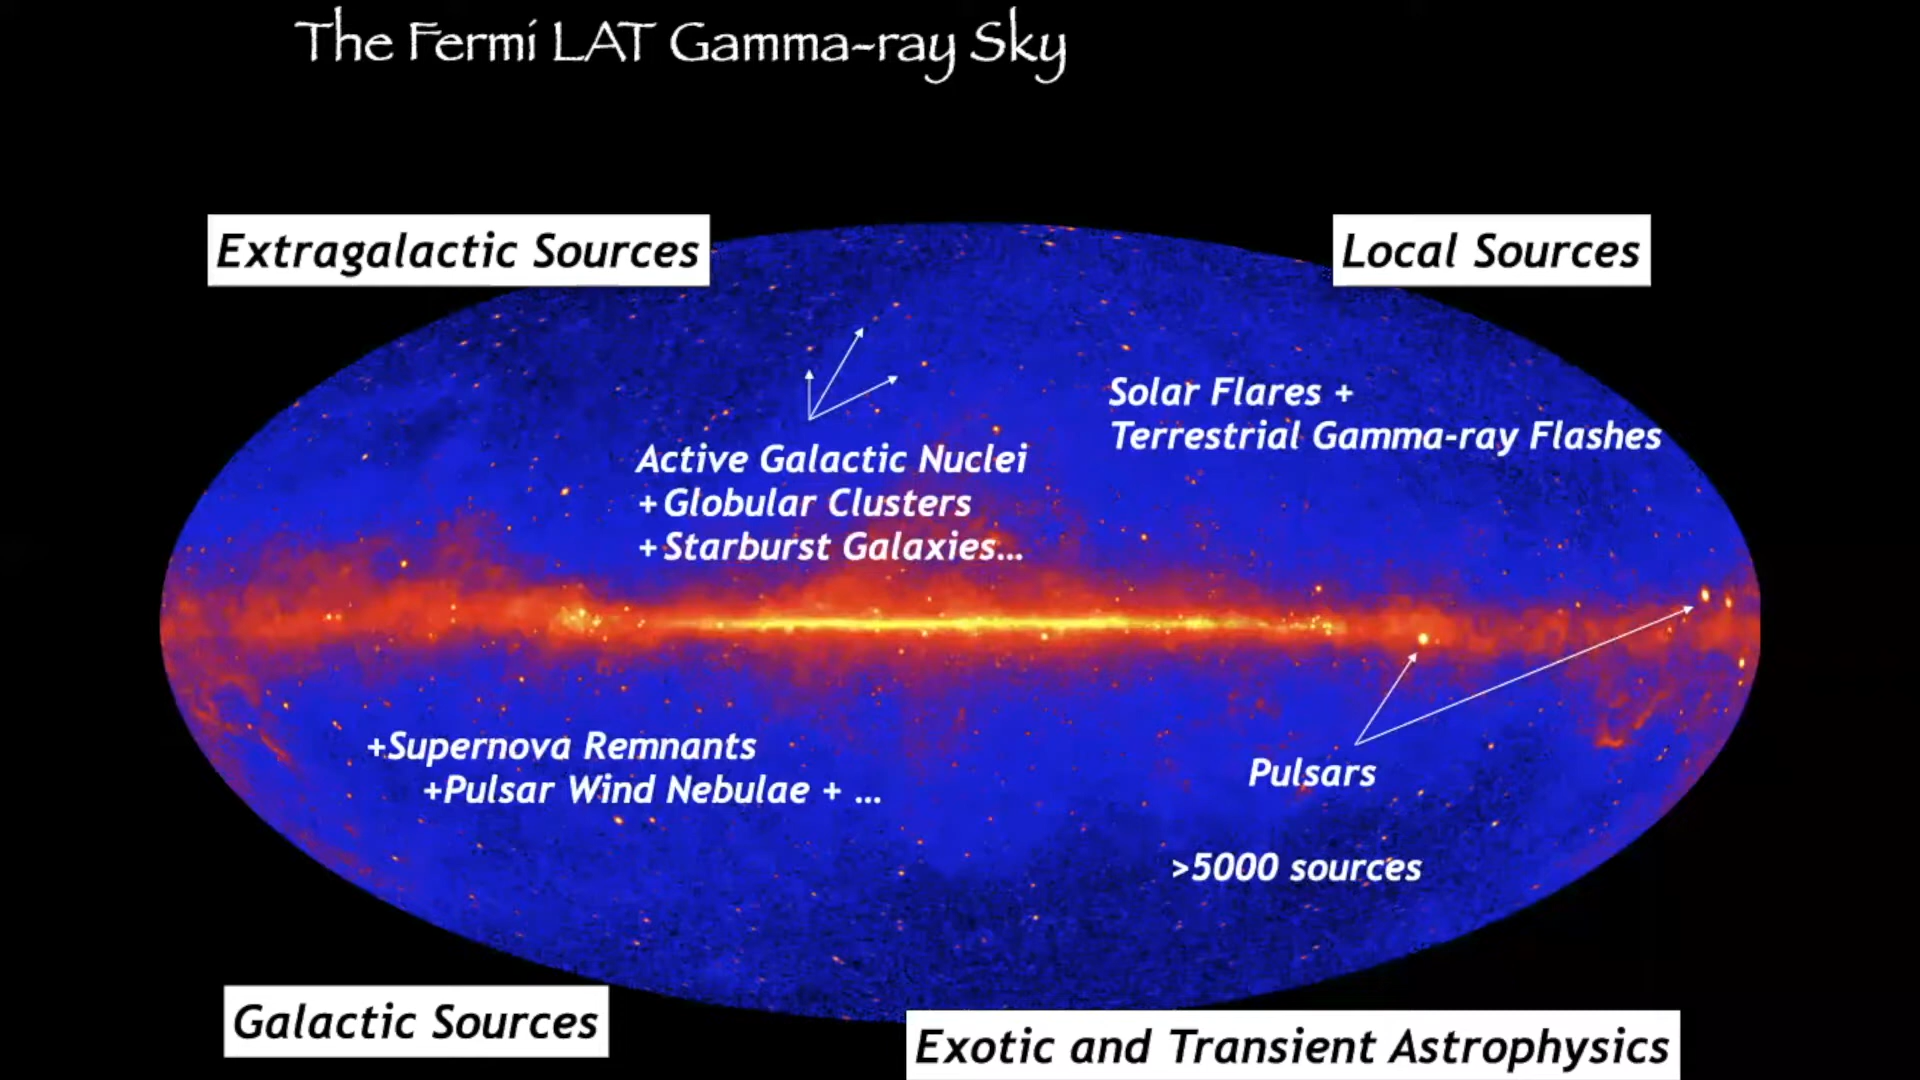 The Fermi LAT Gamma-ray Sky
Extragalactic Sources
Local Sources
Active Galactic Nuclei
+ Globular Clusters
+ Starburst Galaxies...
Solar Flares +
Terrestrial Gamma-ray Flashes
+Supernova Remnants
+Pulsar Wind Nebulae + ...
Pulsars
>5000 sources
Galactic Sources
Exotic and Transient Astrophysics